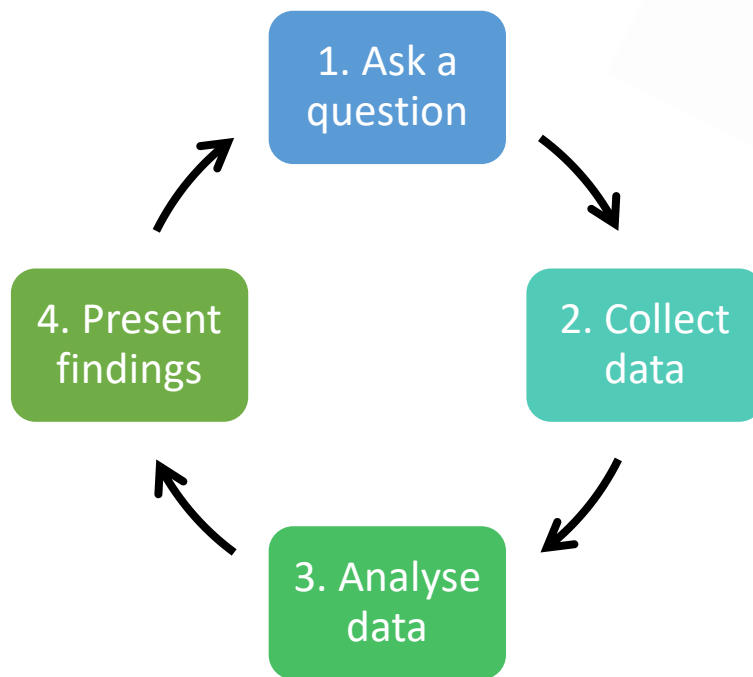 1. Ask a
question
2. Collect
data
3. Analyse
data
4. Present
findings